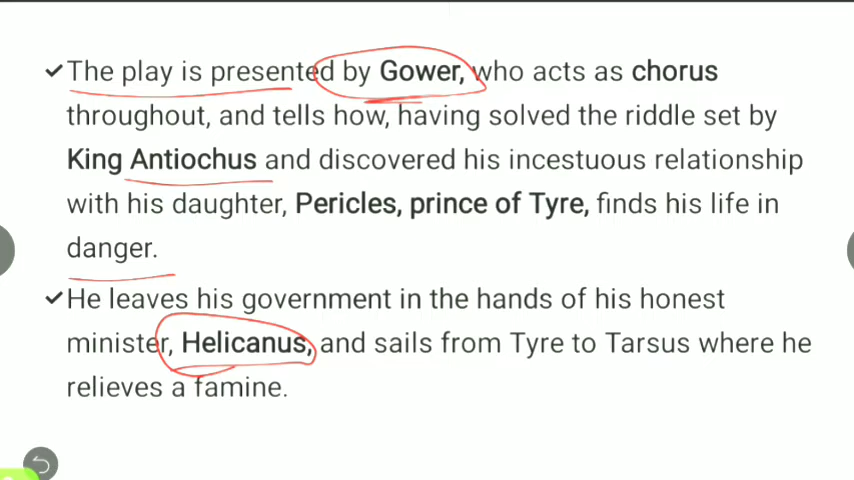 ✓The play is presented by Gower, who acts as chorus
throughout, and tells how, having solved the riddle set by
King Antiochus and discovered his incestuous relationship
with his daughter, Pericles, prince of Tyre, finds his life in
danger.
✓He leaves his government in the hands of his honest
minister, Helicanus, and sails from Tyre to Tarsus where he
relieves a famine.